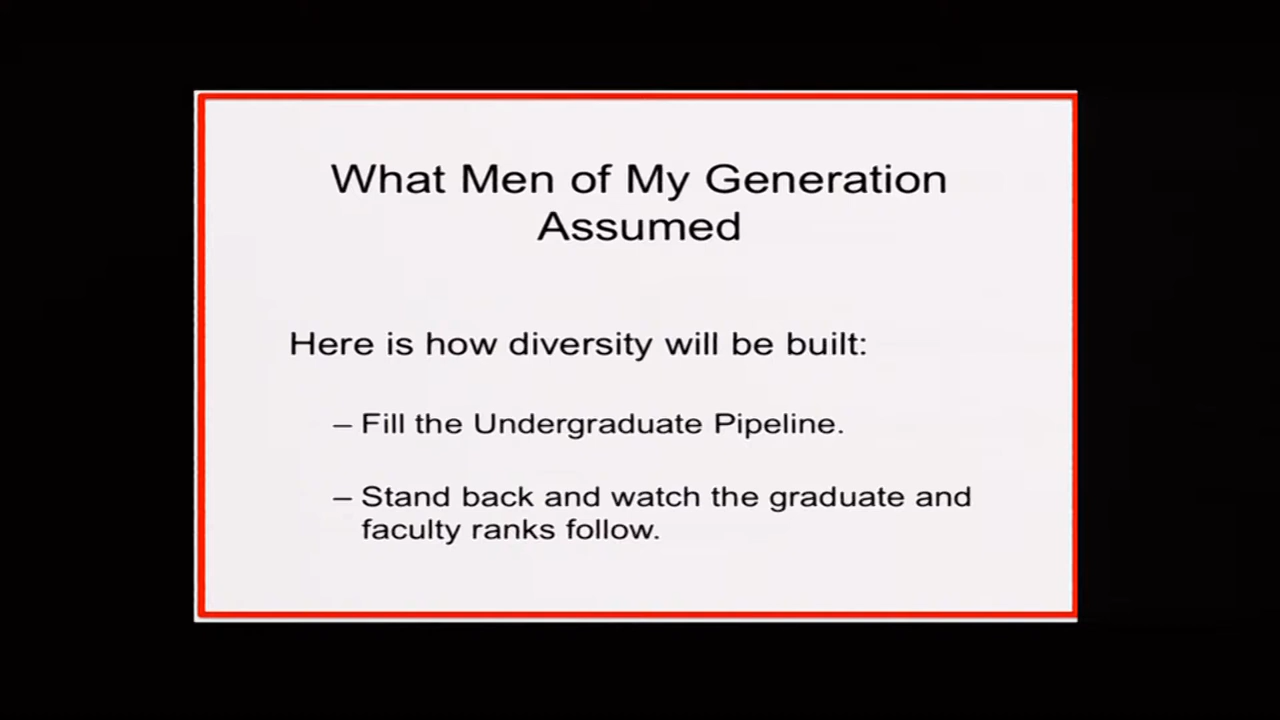 What Men of My Generation
Assumed
Here is how diversity will be built:
– Fill the Undergraduate Pipeline.
– Stand back and watch the graduate and
faculty ranks follow.